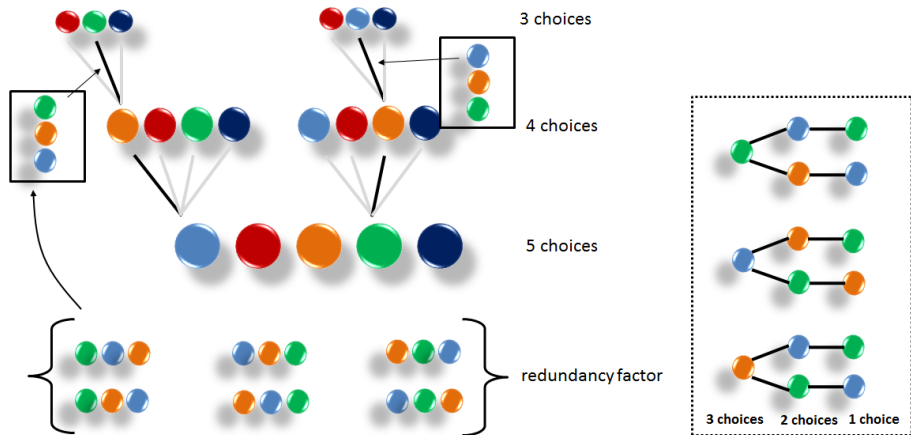 3 choices
4 choices
5 choices
redundancy factor
3 choices 2 choices 1 choice